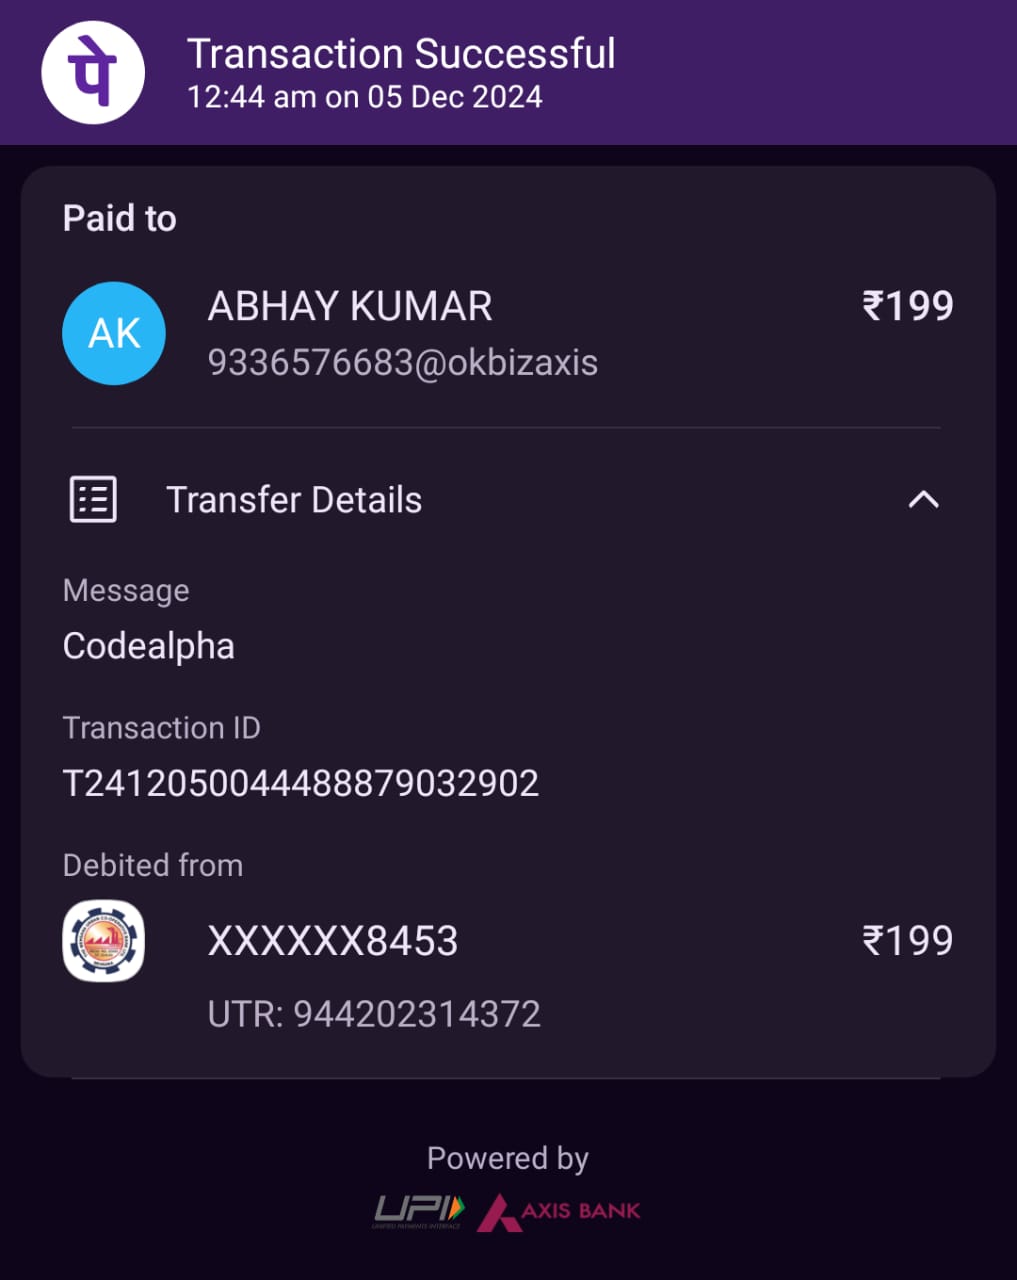 पे
Transaction Successful
12:44 am on 05 Dec 2024
Paid to
AK
ABHAY KUMAR
₹199
9336576683@okbizaxis
Transfer Details
Message
Codealpha
Transaction ID
T2412050044488879032902
Debited from
XXXXXX8453
₹199
UTR: 944202314372
Powered by
UPI
UNIFIED PAYMENTS INTERFACE
AXIS BANK